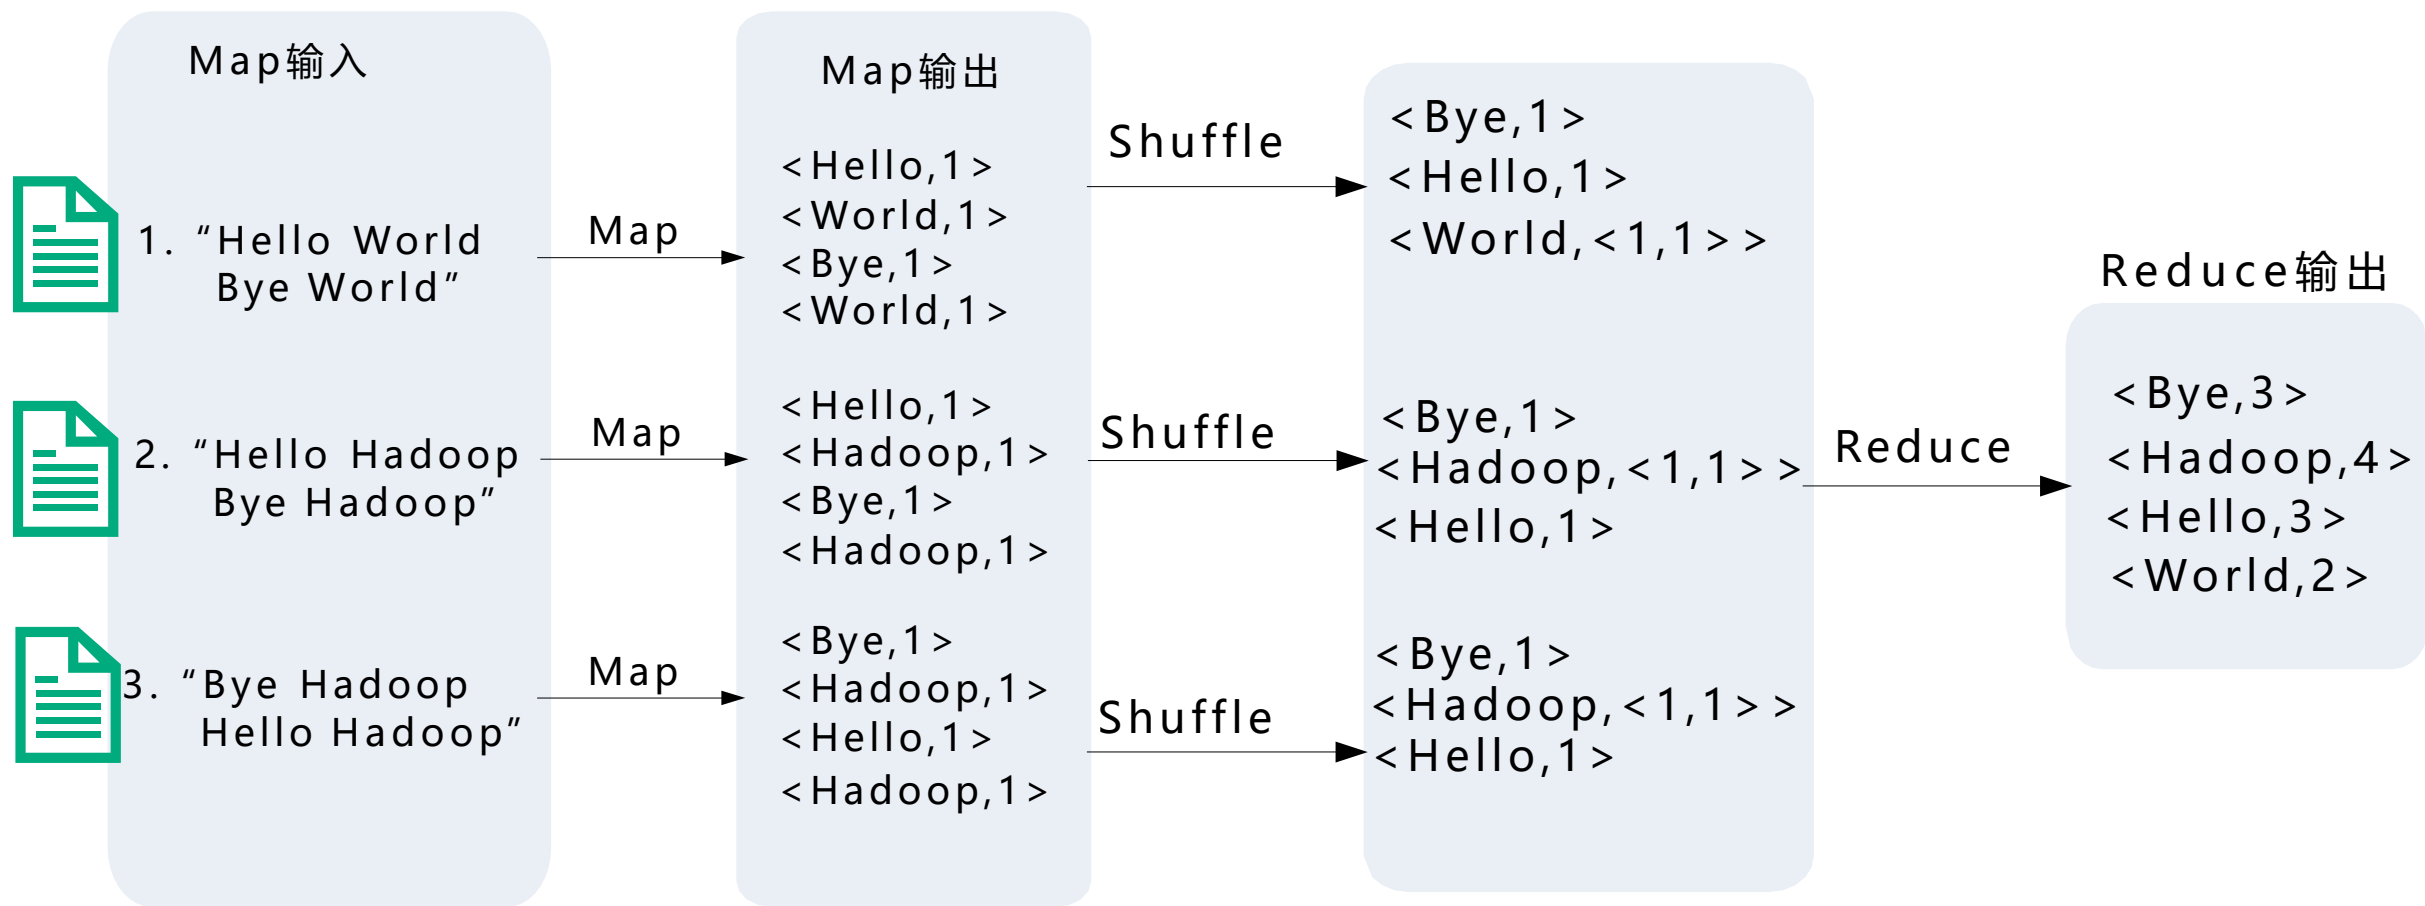 Map输入
1. “Hello World
Bye World”
2. “Hello Hadoop
Bye Hadoop”
3. “Bye Hadoop
Hello Hadoop”
Map
Map
Map
Map输出
<Hello,1>
<World,1>
<Bye,1>
<World,1>
<Hello,1>
<Hadoop,1>
<Bye,1>
<Hadoop,1>
<Bye,1>
<Hadoop,1>
<Hello,1>
<Hadoop,1>
Shuffle
Shuffle
Shuffle
<Bye,1>
<Hello,1>
<World,<1,1>>
<Bye,1>
<Hadoop,<1,1>>
<Hello,1>
<Bye,1>
<Hadoop,<1,1>>
<Hello,1>
Reduce
Reduce输出
<Bye,3>
<Hadoop,4>
<Hello,3>
<World,2>